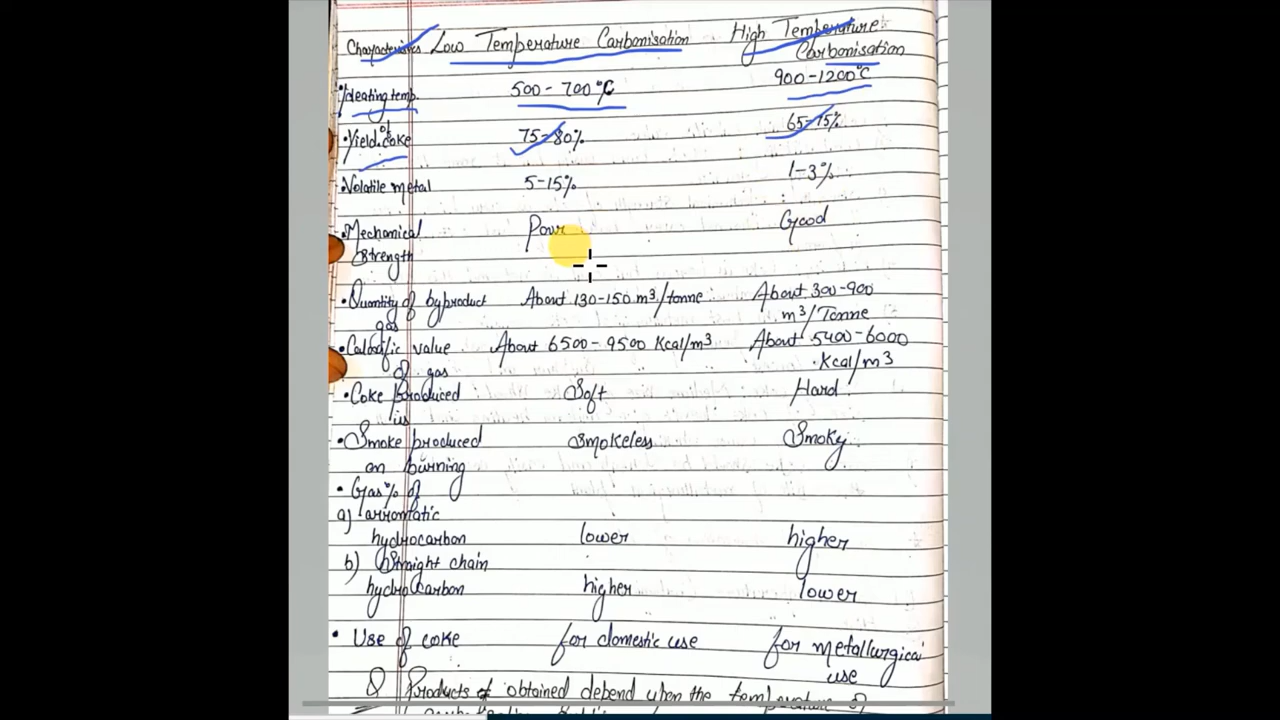 Characteristics Low Temperature Carbonisation High Temperature
Carbonisation
• Heating temp. 500 - 700 °C 900 - 1200°C
• Yield of coke 75 - 80% 65 - 75%
• Volatile metal 5 - 15% 1 - 3%
• Mechanical Pour Good
Strength
• Quantity of byproduct About 130-150 m3/tonne About 300-900
gas m3/Tonne
• Calorific value About 6500 - 9500 Kcal/m3 About 5400-6000
of gas Kcal/m3
• Coke produced Soft Hard
is
• Smoke produced Smokeless Smoky
on burning
• Gas % of
a) arromatic
hydrocarbon lower higher
b) Straight chain
hydrocarbon higher lower
• Use of coke for domestic use for metallurgical
use
Q Products obtained depend upon the temperature of